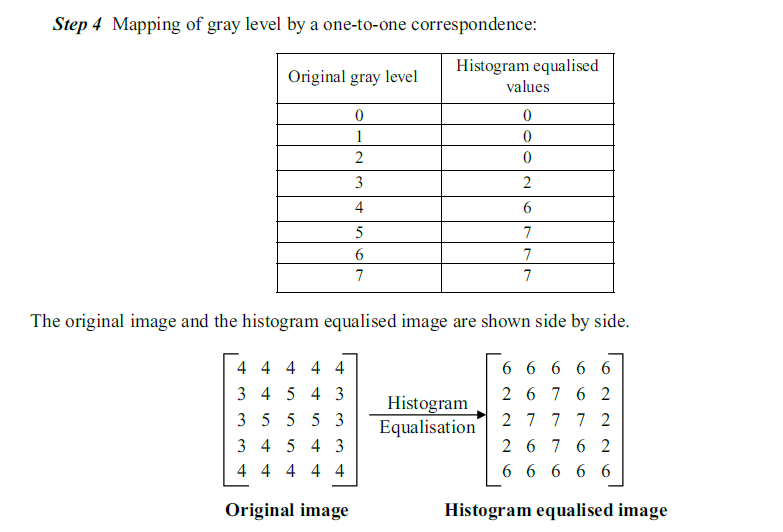 Step 4 Mapping of gray level by a one-to-one correspondence:
Original gray level
Histogram equalised
values
0 0
1 0
2 0
3 2
4 6
5 7
6 7
7 7
The original image and the histogram equalised image are shown side by side.
4 4 4 4 4
3 4 5 4 3
3 5 5 5 3
3 4 5 4 3
4 4 4 4 4
Histogram
Equalisation
6 6 6 6 6
2 6 7 6 2
2 7 7 7 2
2 6 7 6 2
6 6 6 6 6
Original image
Histogram equalised image